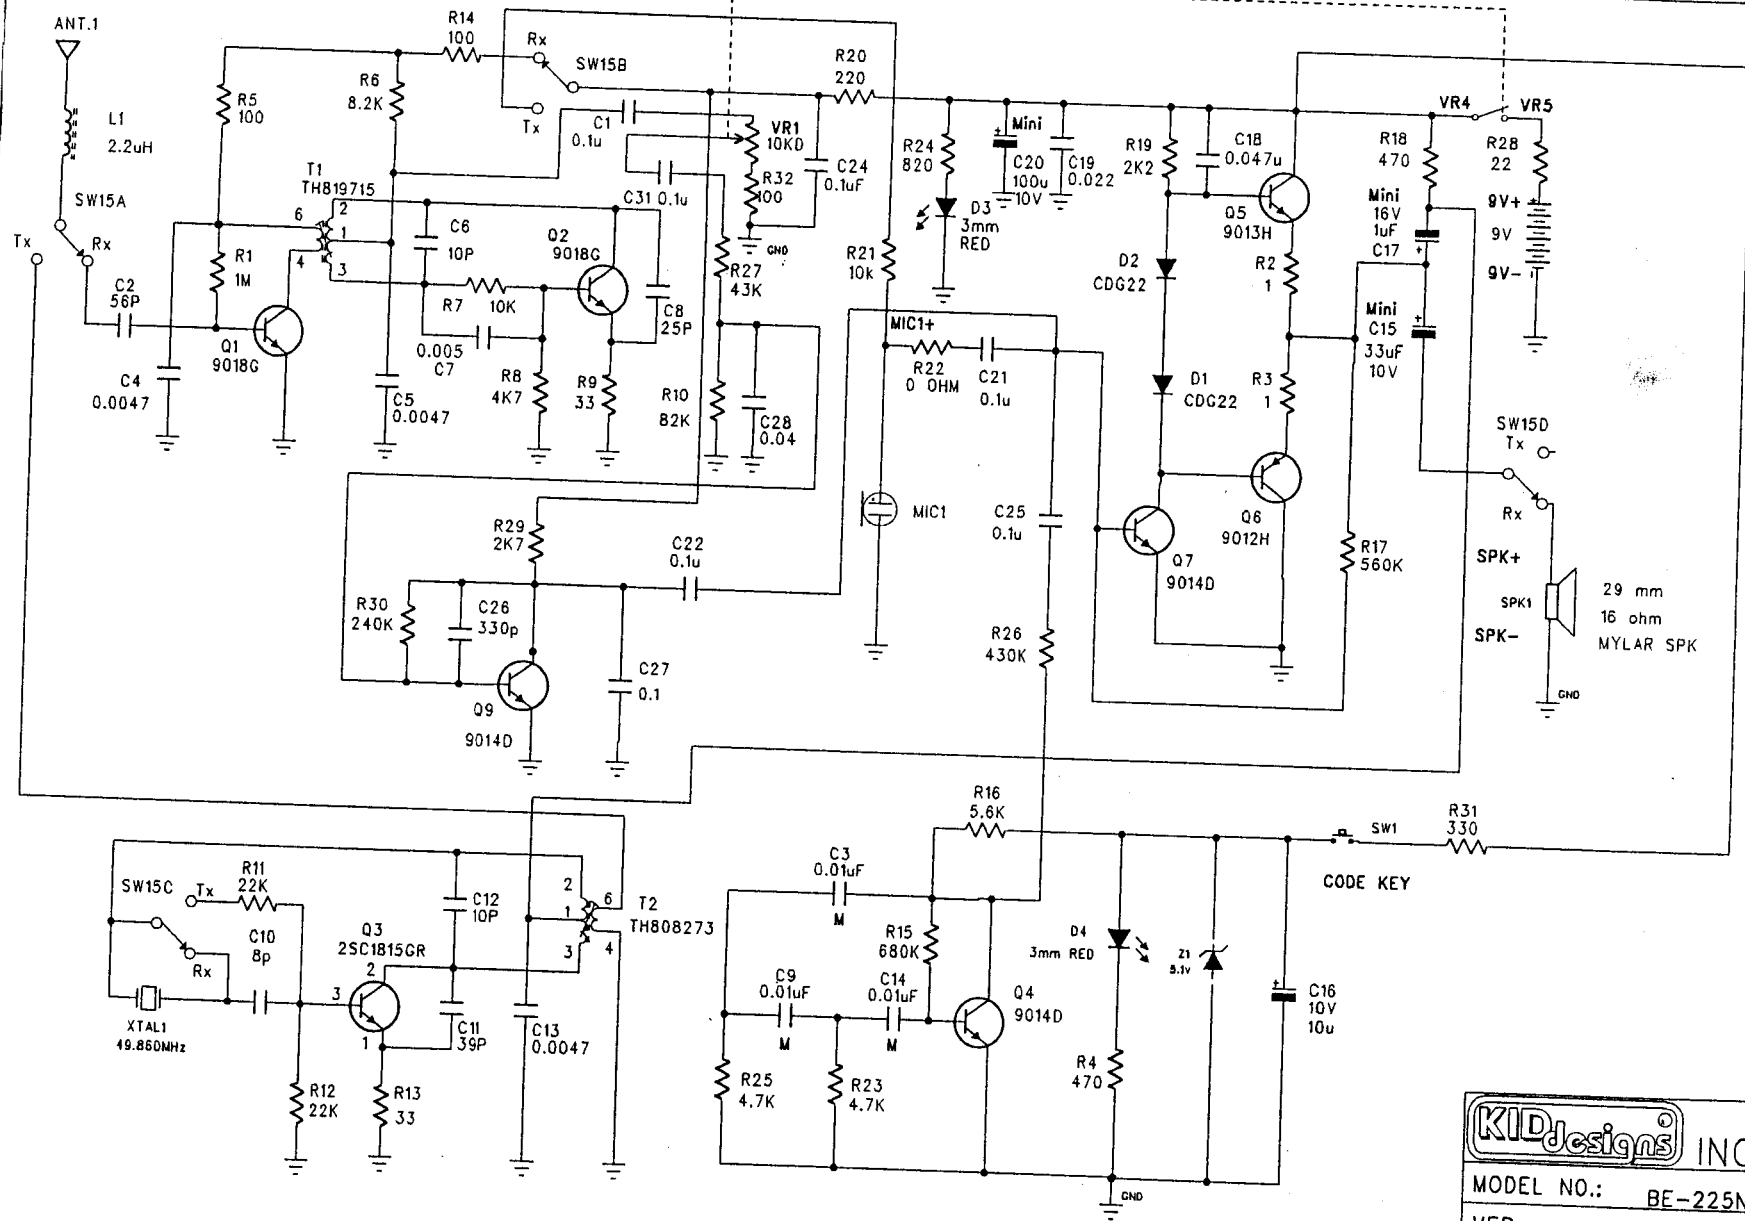 ANT.1
L1
2.2uH
SW15A
Tx
Rx
R5
100
R6
8.2K
R14
100
Rx
SW15B
Tx
C1
0.1u
VR1
10KD
R32
100
C31 0.1u
C24
0.1uF
GND
R20
220
R24
820
D3
3mm
RED
Mini
C20
100u
10V
C19
0.022
R19
2K2
C18
0.047u
Q5
9013H
VR4
VR5
R18
470
R28
22
Mini
16V
1uF
C17
9V+
9V
9V-
T1
TH819715
6
4
2
1
3
R1
1M
C2
56P
Q1
9018G
C4
0.0047
C6
10P
Q2
9018G
R7
10K
0.005
C7
C8
25P
C5
0.0047
R8
4K7
R9
33
R27
43K
R10
82K
C28
0.04
R21
10k
MIC1+
R22
0 OHM
C21
0.1u
MIC1
D2
CDG22
D1
CDG22
R2
1
R3
1
Mini
C15
33uF
10V
SW15D
Tx
Rx
SPK+
SPK1
SPK-
29 mm
16 ohm
MYLAR SPK
GND
C25
0.1u
Q7
9014D
Q6
9012H
R17
560K
R26
430K
R29
2K7
C22
0.1u
R30
240K
C26
330p
C27
0.1
Q9
9014D
R16
5.6K
SW1
R31
330
CODE KEY
C3
0.01uF
M
R15
680K
C9
0.01uF
M
C14
0.01uF
M
Q4
9014D
D4
3mm RED
Z1
5.1v
C16
10V
10u
R4
470
R25
4.7K
R23
4.7K
GND
SW15C
Tx
Rx
R11
22K
C10
8p
Q3
2SC1815GR
2
3
1
XTAL1
49.860MHz
R12
22K
R13
33
C12
10P
C11
39P
C13
0.0047
2
1
3
6
4
T2
TH808273
KIDdesigns INC
MODEL NO.: BE-225N